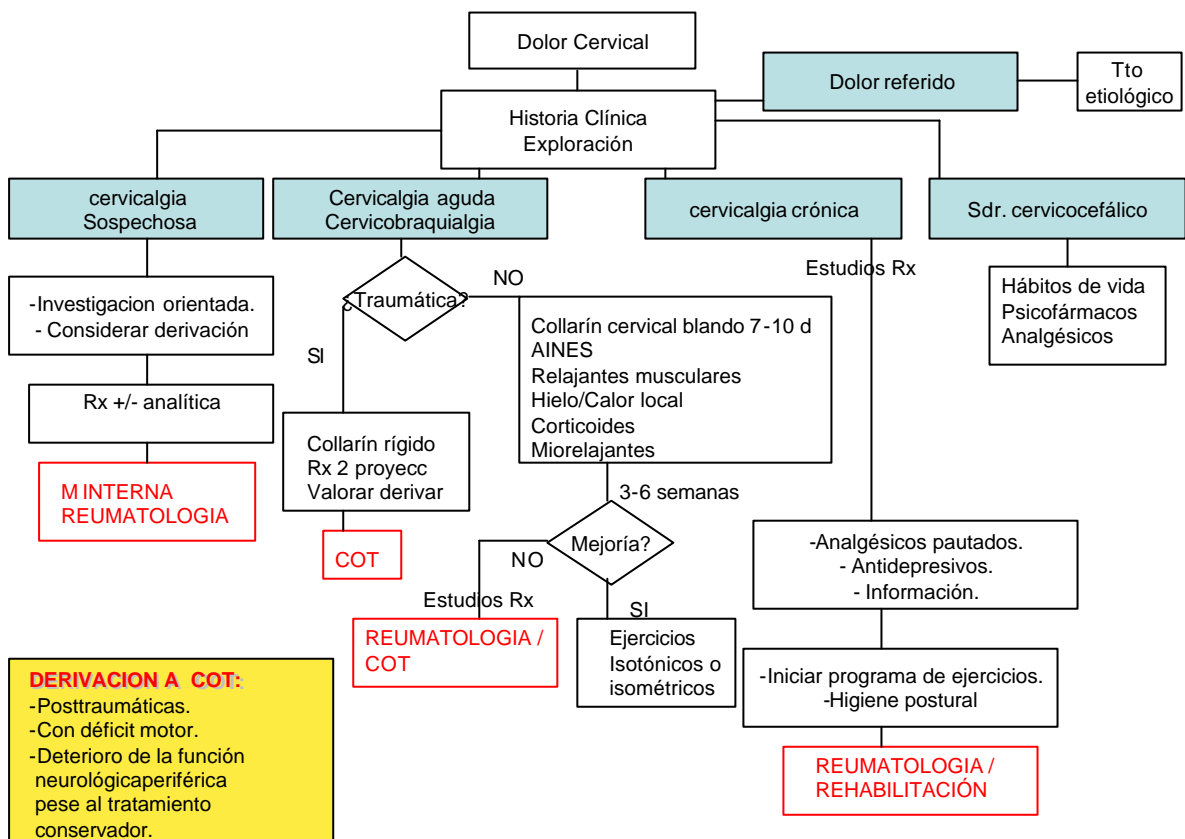 Dolor Cervical
Dolor referido
Tto
etiológico
Historia Clínica
Exploración
cervicalgia
Sospechosa
Cervicalgia aguda
Cervicobraquialgia
cervicalgia crónica
Sdr. cervicocefálico
-Investigacion orientada.
- Considerar derivación
Rx +/- analítica
M INTERNA
REUMATOLOGIA
¿Traumática?
SI
NO
Collarín rígido
Rx 2 proyecc
Valorar derivar
COT
Collarín cervical blando 7-10 d
AINES
Relajantes musculares
Hielo/Calor local
Corticoides
Miorelajantes
3-6 semanas
Mejoría?
NO
Estudios Rx
REUMATOLOGIA /
COT
SI
Ejercicios
Isotónicos o
isométricos
Estudios Rx
-Analgésicos pautados.
- Antidepresivos.
- Información.
-Iniciar programa de ejercicios.
-Higiene postural
REUMATOLOGIA /
REHABILITACIÓN
Hábitos de vida
Psicofármacos
Analgésicos
DERIVACION A COT:
-Posttraumáticas.
-Con déficit motor.
-Deterioro de la función
neurológicaperiférica
pese al tratamiento
conservador.